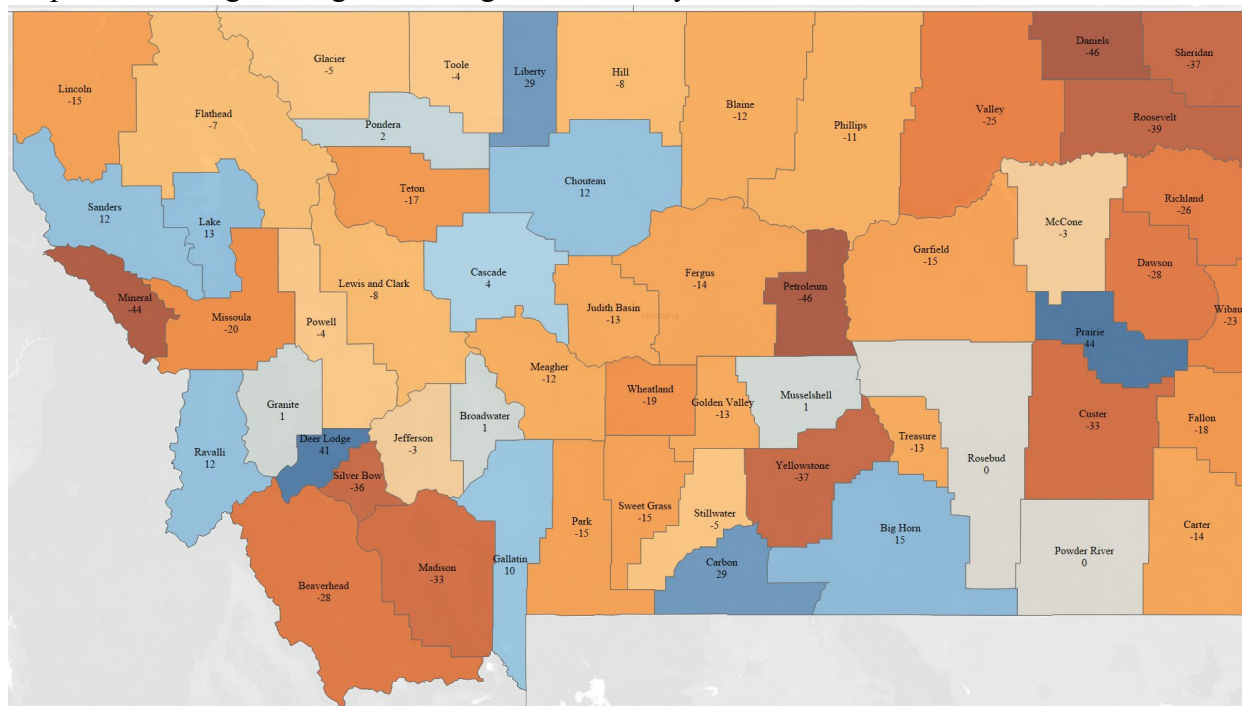 Glacier
-5
Toole
-4
Liberty
29
Hill
-8
Daniels
-46
Sheridan
-37
Lincoln
-15
Flathead
-7
Blaine
-12
Phillips
-11
Valley
-25
Roosevelt
-39
Pondera
2
Teton
-17
Chouteau
12
Sanders
12
Lake
13
McCone
-3
Richland
-26
Garfield
-15
Dawson
-28
Cascade
4
Lewis and Clark
-8
Fergus
-14
Petroleum
-46
Mineral
-44
Missoula
-20
Powell
-4
Judith Basin
-13
Wibau
-23
Prairie
44
Meagher
-12
Wheatland
-19
Golden Valley
-13
Musselshell
1
Granite
1
Broadwater
1
Custer
-33
Fallon
-18
Ravalli
12
Deer Lodge
41
Jefferson
-3
Silver Bow
-36
Yellowstone
-37
Treasure
-13
Rosebud
0
Sweet Grass
-15
Stillwater
-5
Park
-15
Big Horn
15
Carter
-14
Powder River
0
Gallatin
10
Carbon
29
Madison
-33
Beaverhead
-28